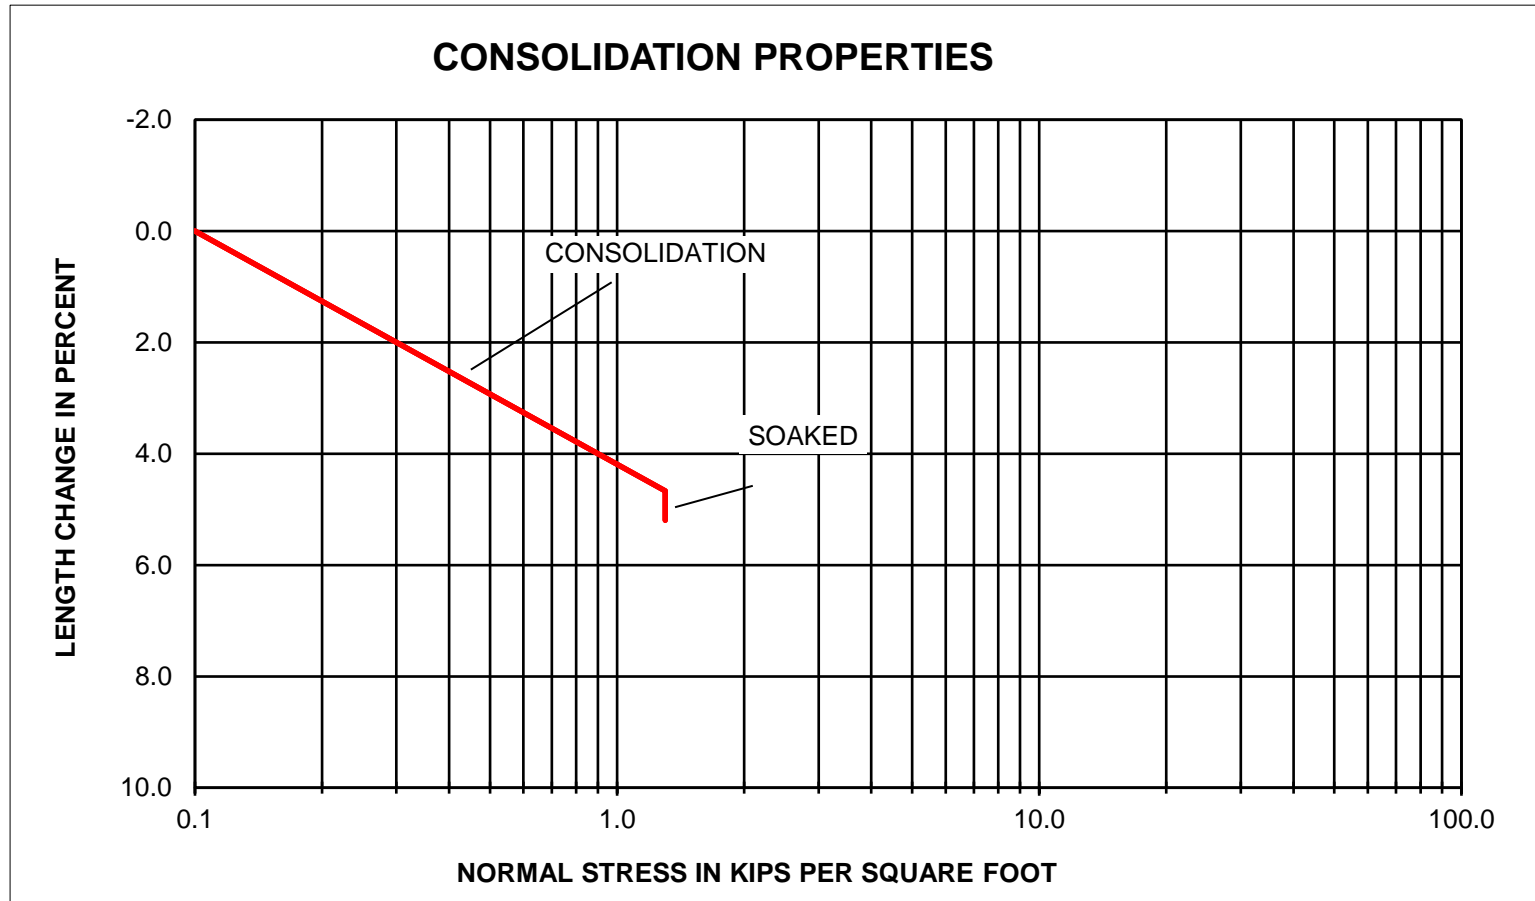 CONSOLIDATION PROPERTIES
-2.0
0.0
CONSOLIDATION
2.0
SOAKED
4.0
6.0
8.0
10.0
LENGTH CHANGE IN PERCENT
0.1 1.0 10.0 100.0
NORMAL STRESS IN KIPS PER SQUARE FOOT